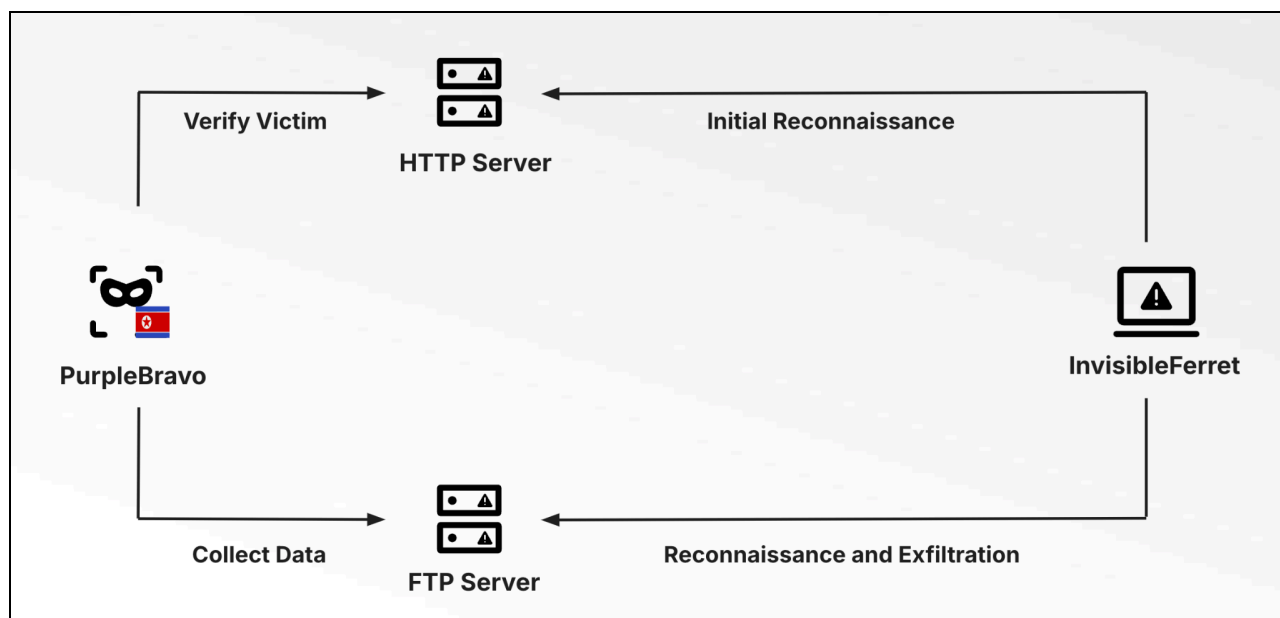 Verify Victim
Initial Reconnaissance
HTTP Server
PurpleBravo
InvisibleFerret
Collect Data
Reconnaissance and Exfiltration
FTP Server